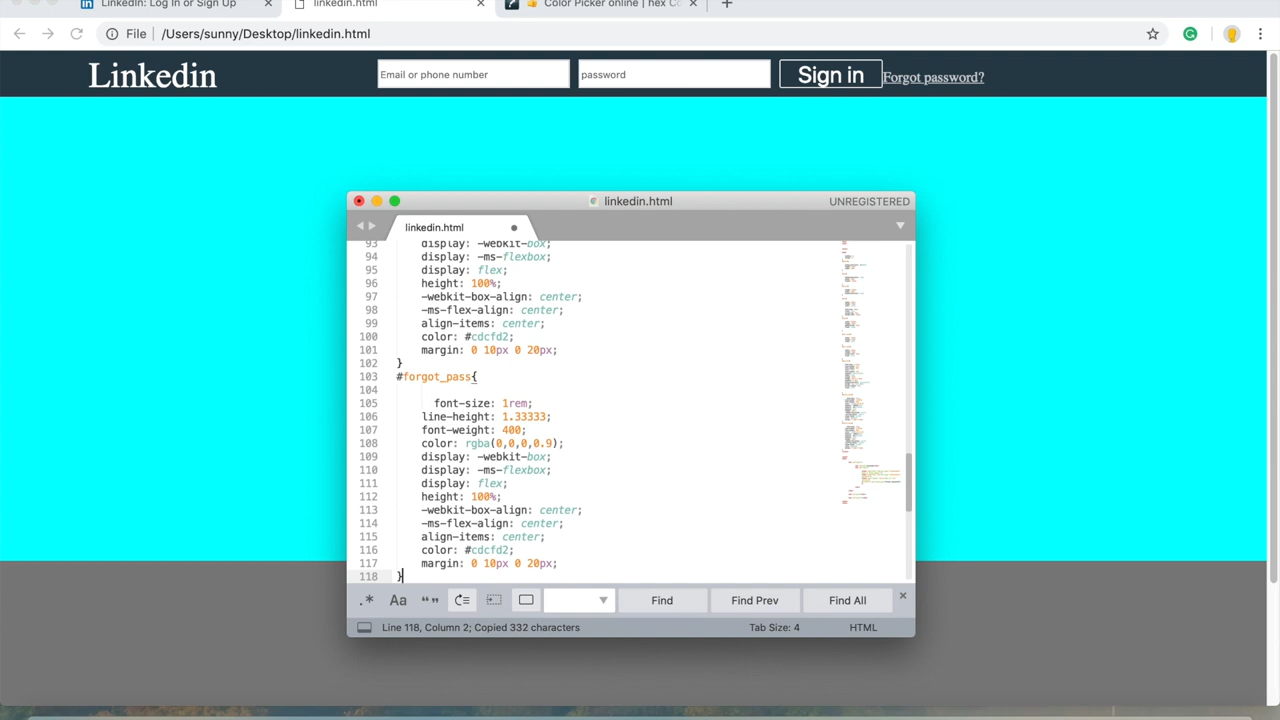 LinkedIn: Log In or Sign Up
linkedin.html
Color Picker online | hex Co
File
/Users/sunny/Desktop/linkedin.html
Linkedin
Email or phone number
password
Sign in
Forgot password?
linkedin.html
UNREGISTERED
linkedin.html
93 display: -webkit-box;
94 display: -ms-flexbox;
95 display: flex;
96 height: 100%;
97 -webkit-box-align: center;
98 -ms-flex-align: center;
99 align-items: center;
100 color: #cdcfd2;
101 margin: 0 10px 0 20px;
102 }
103 #forgot_pass{
104
105 font-size: 1rem;
106 line-height: 1.33333;
107 font-weight: 400;
108 color: rgba(0,0,0,0.9);
109 display: -webkit-box;
110 display: -ms-flexbox;
111 display: flex;
112 height: 100%;
113 -webkit-box-align: center;
114 -ms-flex-align: center;
115 align-items: center;
116 color: #cdcfd2;
117 margin: 0 10px 0 20px;
118 }
.* Aa “” Find Find Prev Find All
Line 118, Column 2; Copied 332 characters
Tab Size: 4
HTML